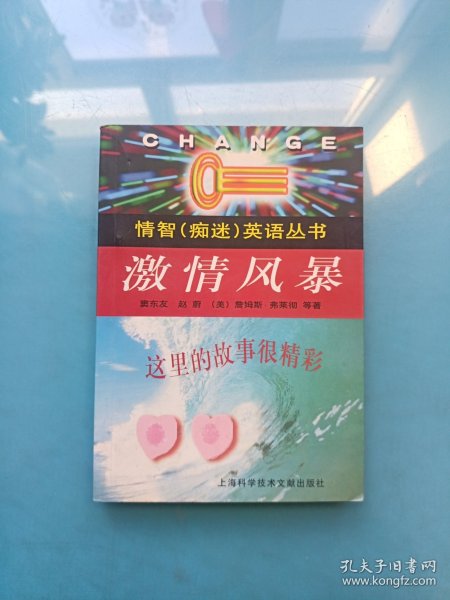 CHANGE
情智(痴迷)英语丛书
激情风暴
窦东友 赵蔚 (美)詹姆斯·弗莱彻 等著
这里的故事很精彩
上海科学技术文献出版社
孔夫子旧书网
www.kongfz.com